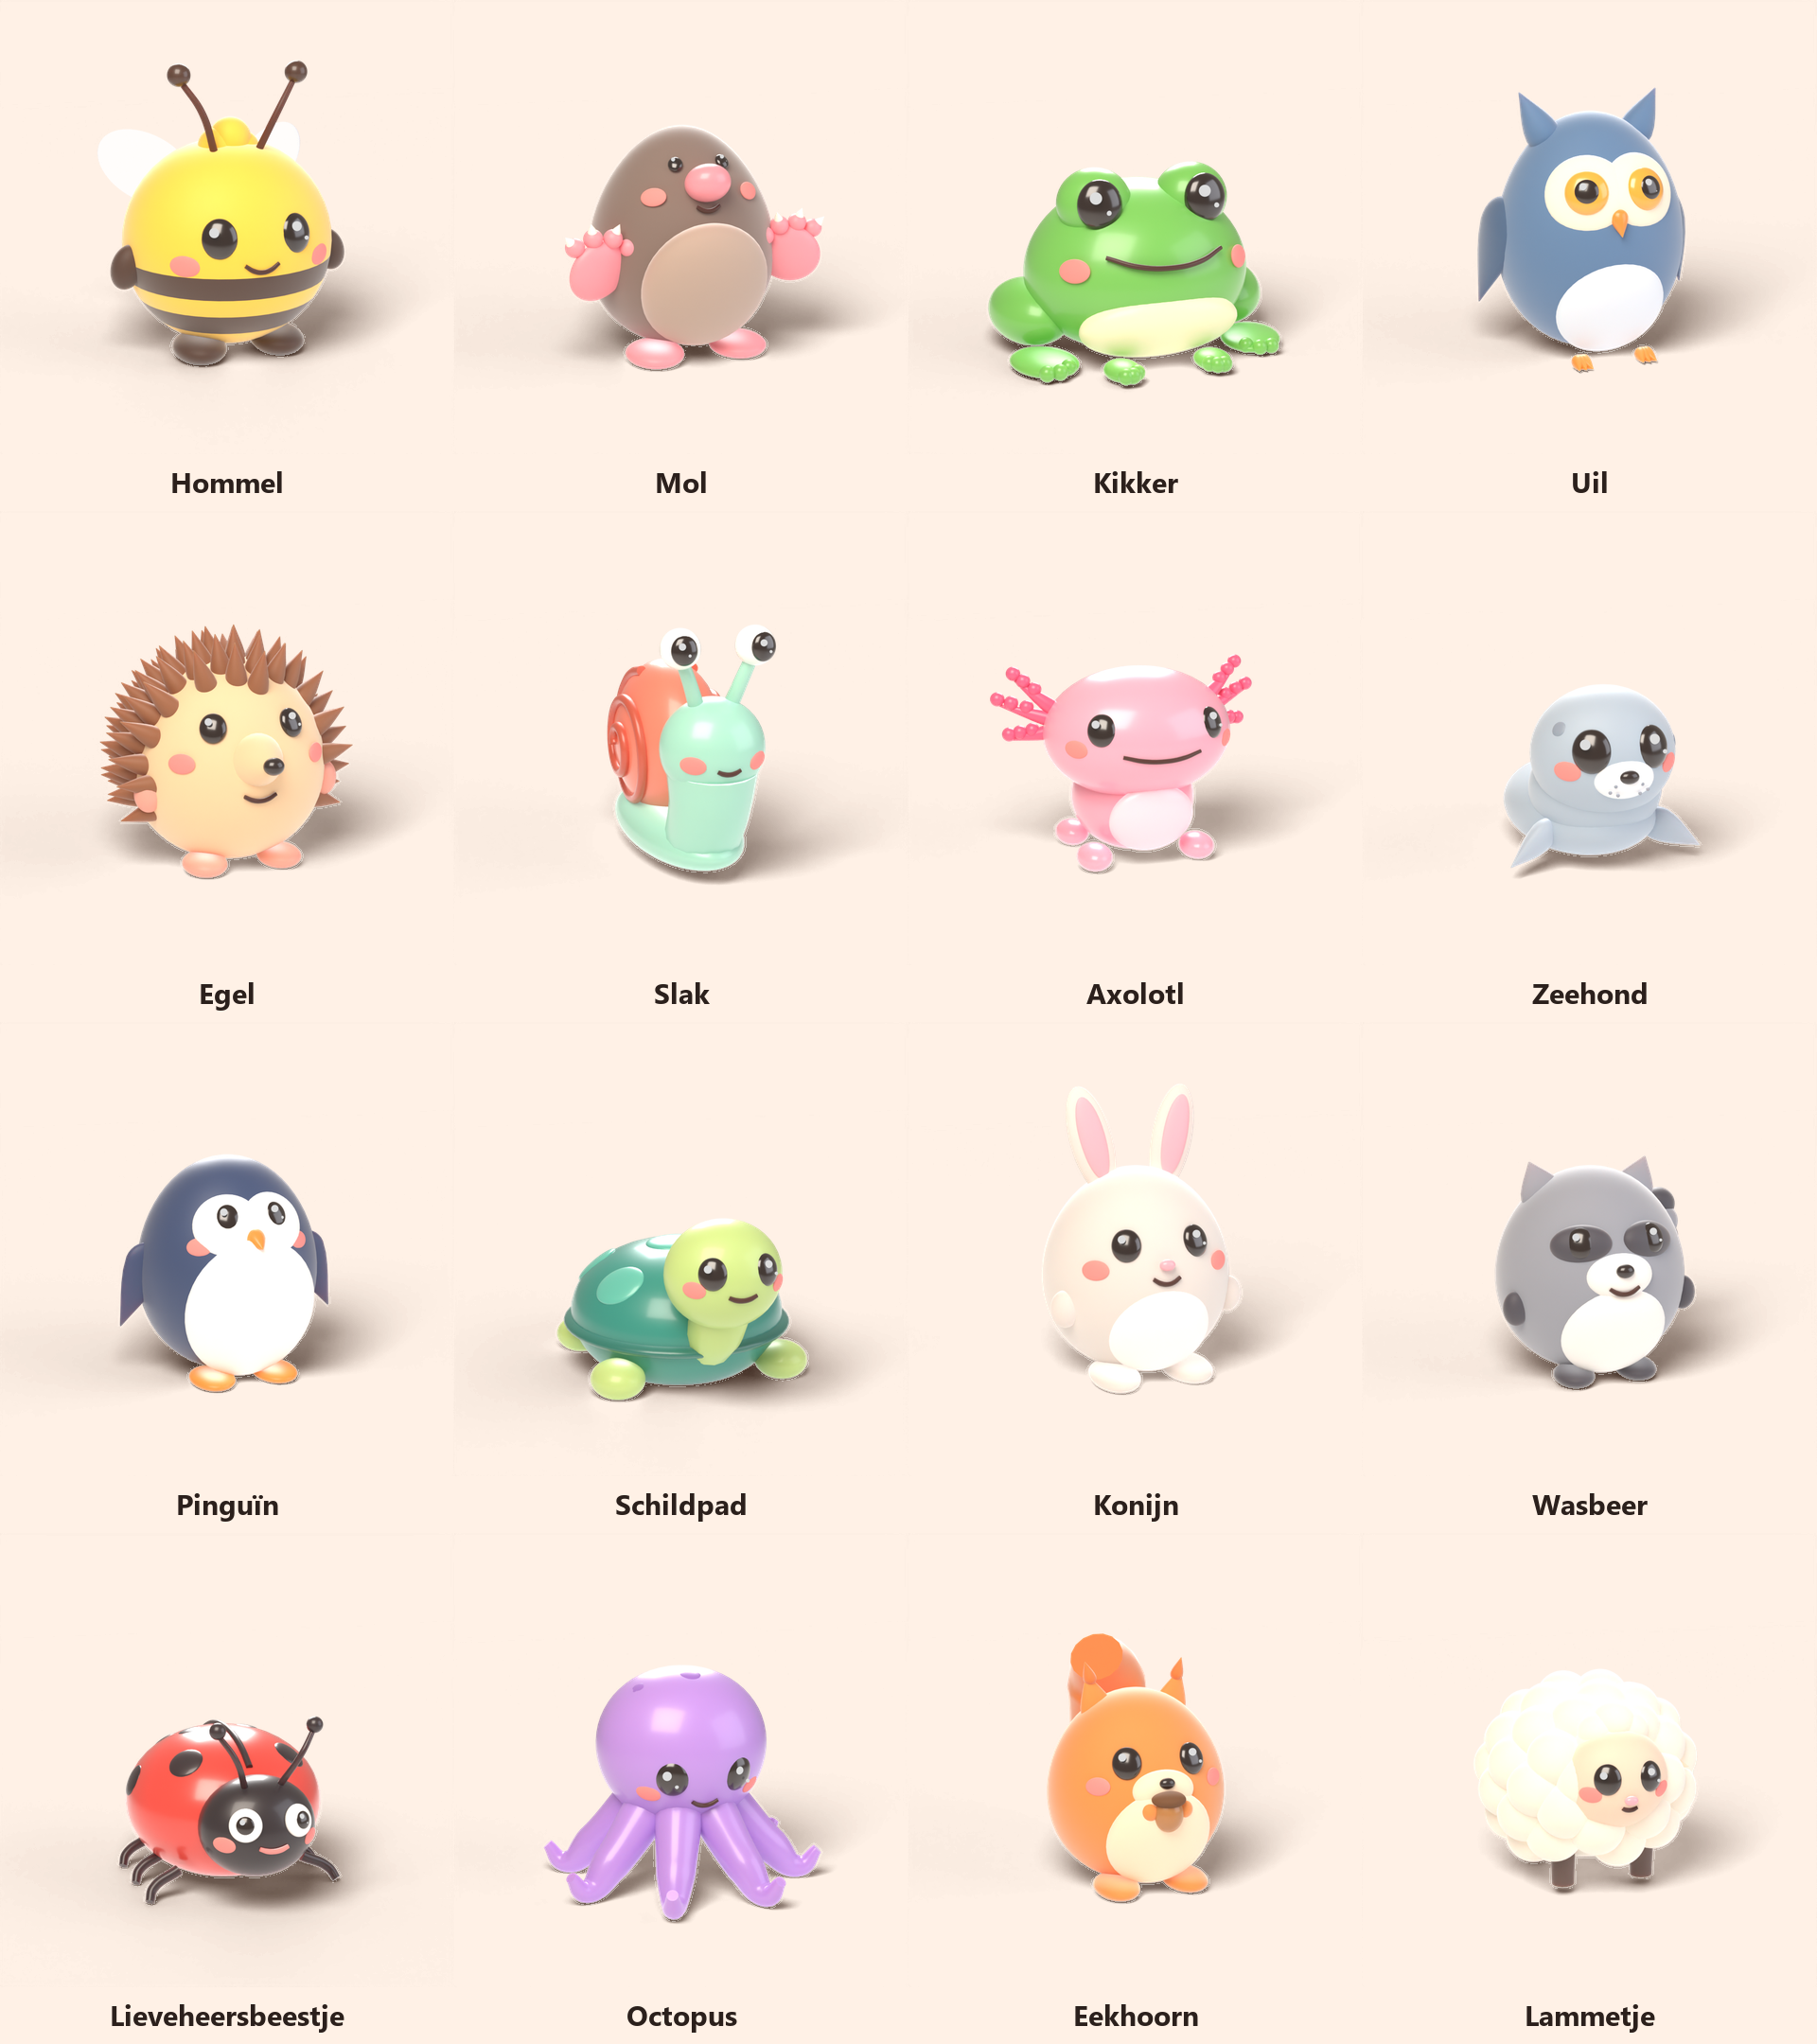 Hommel
Mol
Kikker
Uil
Egel
Slak
Axolotl
Zeehond
Pinguïn
Schildpad
Konijn
Wasbeer
Lieveheersbeestje
Octopus
Eekhoorn
Lammetje